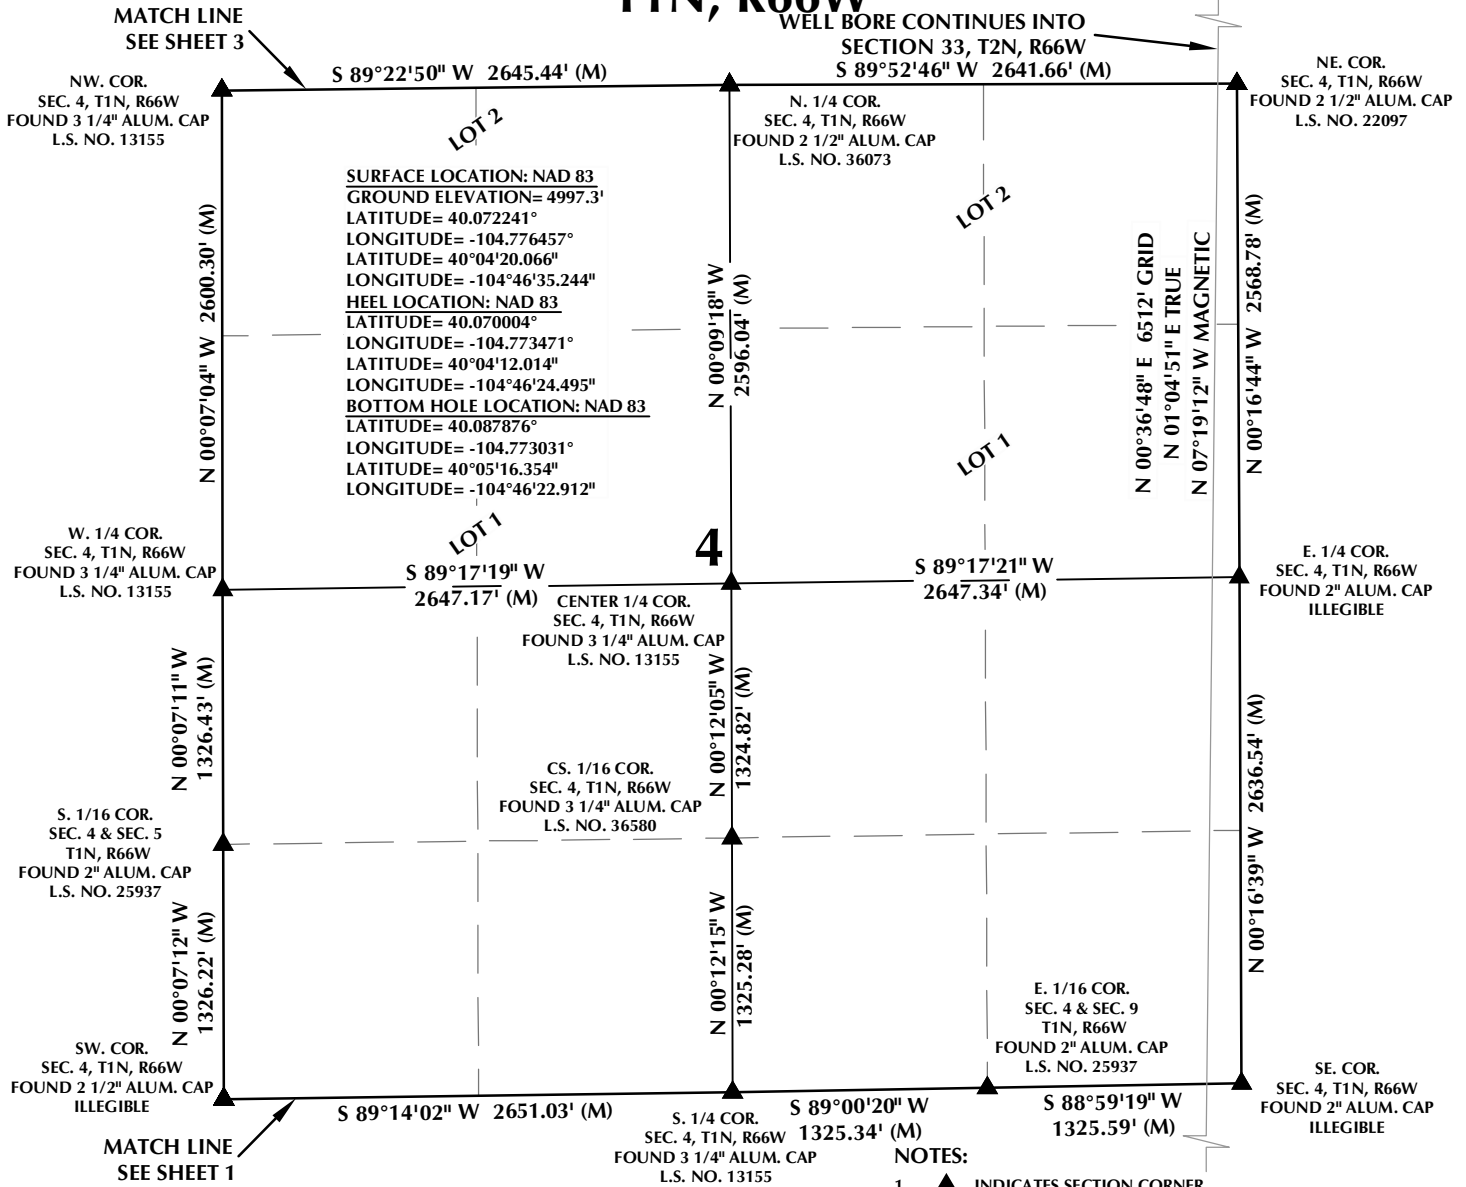 T1N, R66W
MATCH LINE
SEE SHEET 3
WELL BORE CONTINUES INTO
SECTION 33, T2N, R66W
S 89°22'50" W 2645.44' (M)
S 89°52'46" W 2641.66' (M)
NW. COR.
SEC. 4, T1N, R66W
FOUND 3 1/4" ALUM. CAP
L.S. NO. 13155
N. 1/4 COR.
SEC. 4, T1N, R66W
FOUND 2 1/2" ALUM. CAP
L.S. NO. 36073
NE. COR.
SEC. 4, T1N, R66W
FOUND 2 1/2" ALUM. CAP
L.S. NO. 22097
LOT 2
LOT 2
SURFACE LOCATION: NAD 83
GROUND ELEVATION= 4997.3'
LATITUDE= 40.072241°
LONGITUDE= -104.776457°
LATITUDE= 40°04'20.066"
LONGITUDE= -104°46'35.244"
HEEL LOCATION: NAD 83
LATITUDE= 40.070004°
LONGITUDE= -104.773471°
LATITUDE= 40°04'12.014"
LONGITUDE= -104°46'24.495"
BOTTOM HOLE LOCATION: NAD 83
LATITUDE= 40.087876°
LONGITUDE= -104.773031°
LATITUDE= 40°05'16.354"
LONGITUDE= -104°46'22.912"
N 00°07'04" W 2600.30' (M)
N 00°09'18" W
2596.04' (M)
N 00°36'48" E 6512' GRID
N 01°04'51" E TRUE
N 07°19'12" W MAGNETIC
N 00°16'44" W 2568.78' (M)
LOT 1
LOT 1
4
W. 1/4 COR.
SEC. 4, T1N, R66W
FOUND 3 1/4" ALUM. CAP
L.S. NO. 13155
S 89°17'19" W
2647.17' (M)
CENTER 1/4 COR.
SEC. 4, T1N, R66W
FOUND 3 1/4" ALUM. CAP
L.S. NO. 13155
S 89°17'21" W
2647.34' (M)
E. 1/4 COR.
SEC. 4, T1N, R66W
FOUND 2" ALUM. CAP
ILLEGIBLE
N 00°07'11" W
1326.43' (M)
N 00°12'05" W
1324.82' (M)
N 00°16'39" W 2636.54' (M)
CS. 1/16 COR.
SEC. 4, T1N, R66W
FOUND 3 1/4" ALUM. CAP
L.S. NO. 36580
S. 1/16 COR.
SEC. 4 & SEC. 5
T1N, R66W
FOUND 2" ALUM. CAP
L.S. NO. 25937
N 00°07'12" W
1326.22' (M)
N 00°12'15" W
1325.28' (M)
E. 1/16 COR.
SEC. 4 & SEC. 9
T1N, R66W
FOUND 2" ALUM. CAP
L.S. NO. 25937
SW. COR.
SEC. 4, T1N, R66W
FOUND 2 1/2" ALUM. CAP
ILLEGIBLE
SE. COR.
SEC. 4, T1N, R66W
FOUND 2" ALUM. CAP
ILLEGIBLE
S 89°14'02" W 2651.03' (M)
S. 1/4 COR.
SEC. 4, T1N, R66W
FOUND 3 1/4" ALUM. CAP
L.S. NO. 13155
S 89°00'20" W
1325.34' (M)
S 88°59'19" W
1325.59' (M)
MATCH LINE
SEE SHEET 1
NOTES:
1. INDICATES SECTION CORNER